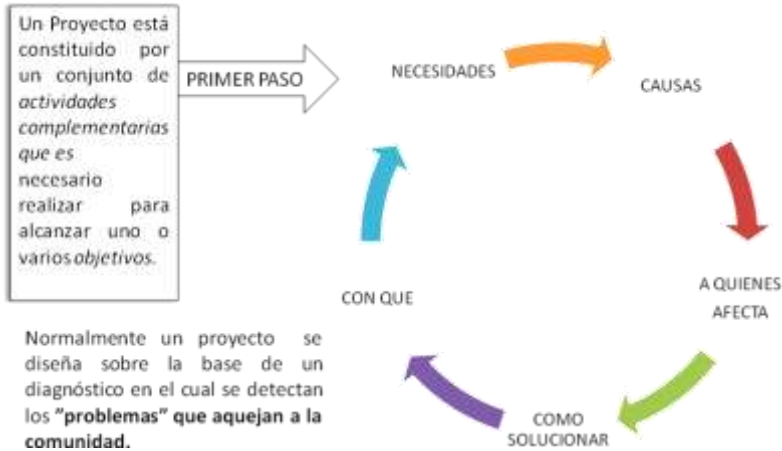 Un Proyecto está
constituido por
un conjunto de
actividades
complementarias
que es
necesario
realizar para
alcanzar uno o
varios objetivos.
PRIMER PASO
NECESIDADES
CAUSAS
A QUIENES
AFECTA
COMO
SOLUCIONAR
CON QUE
Normalmente un proyecto se
diseña sobre la base de un
diagnóstico en el cual se detectan
los "problemas" que aquejan a la
comunidad.